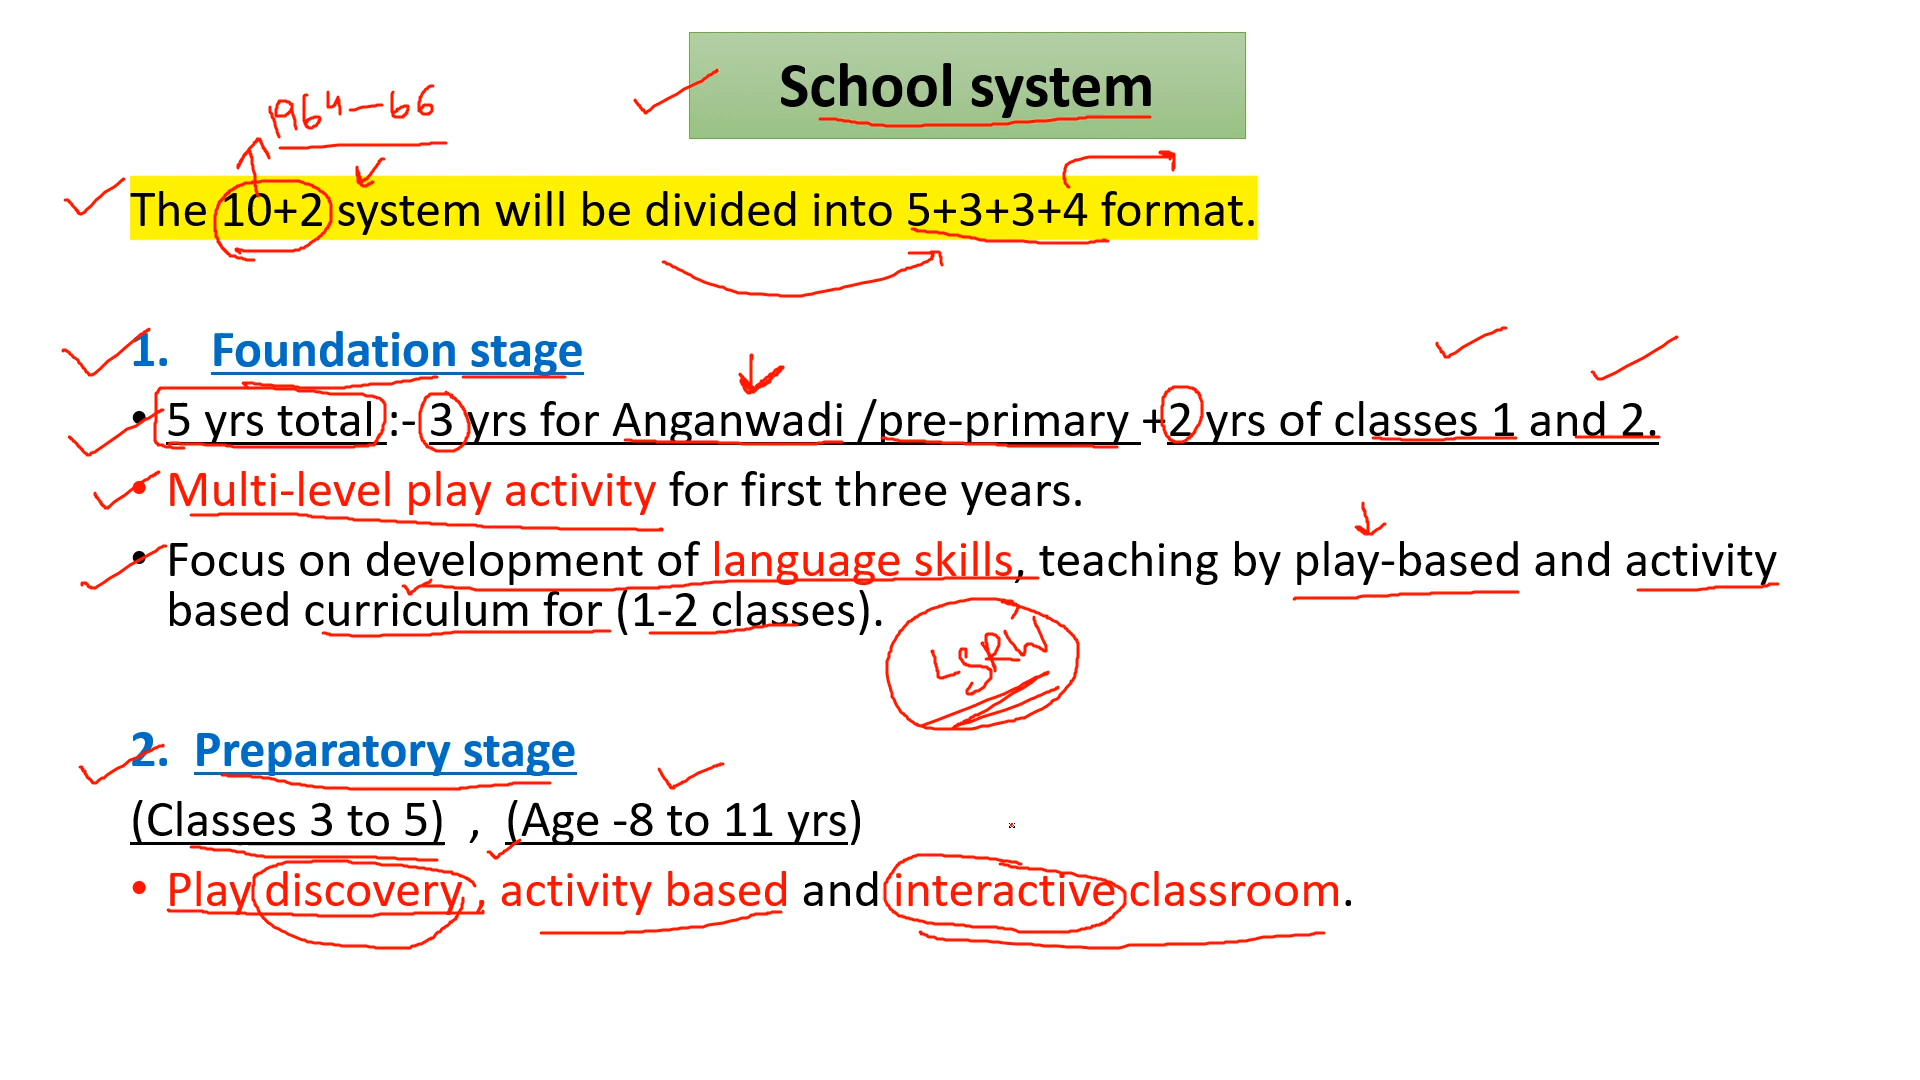 School system
1964-66
The 10+2 system will be divided into 5+3+3+4 format.
1. Foundation stage
• 5 yrs total :- 3 yrs for Anganwadi /pre-primary +2 yrs of classes 1 and 2.
• Multi-level play activity for first three years.
• Focus on development of language skills, teaching by play-based and activity
based curriculum for (1-2 classes).
LSRW
2. Preparatory stage
(Classes 3 to 5) , (Age -8 to 11 yrs)
• Play discovery , activity based and interactive classroom.